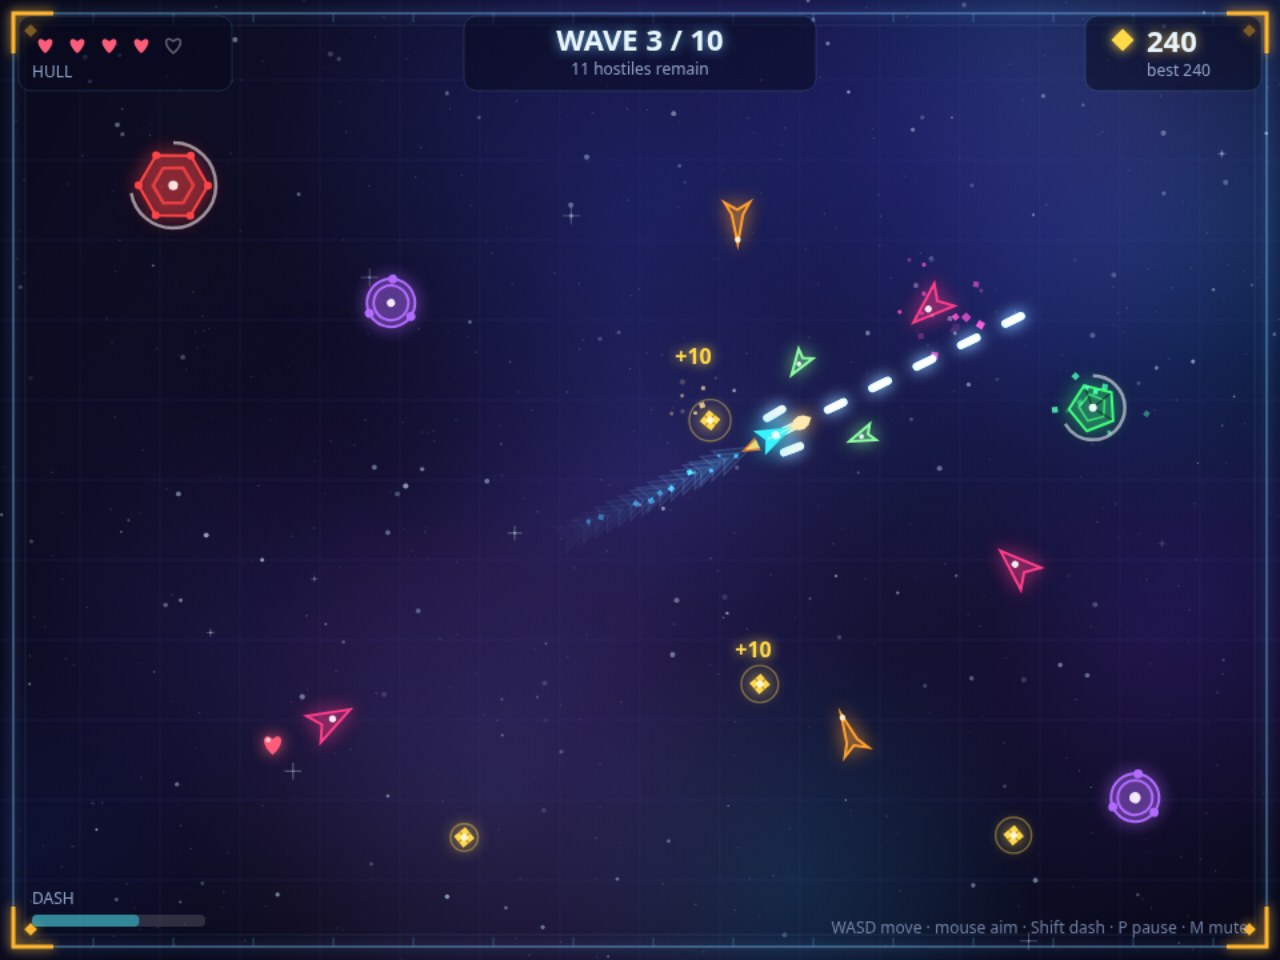 HULL
WAVE 3 / 10
11 hostiles remain
240
best 240
+10
+10
DASH
WASD move · mouse aim · Shift dash · P pause · M mute